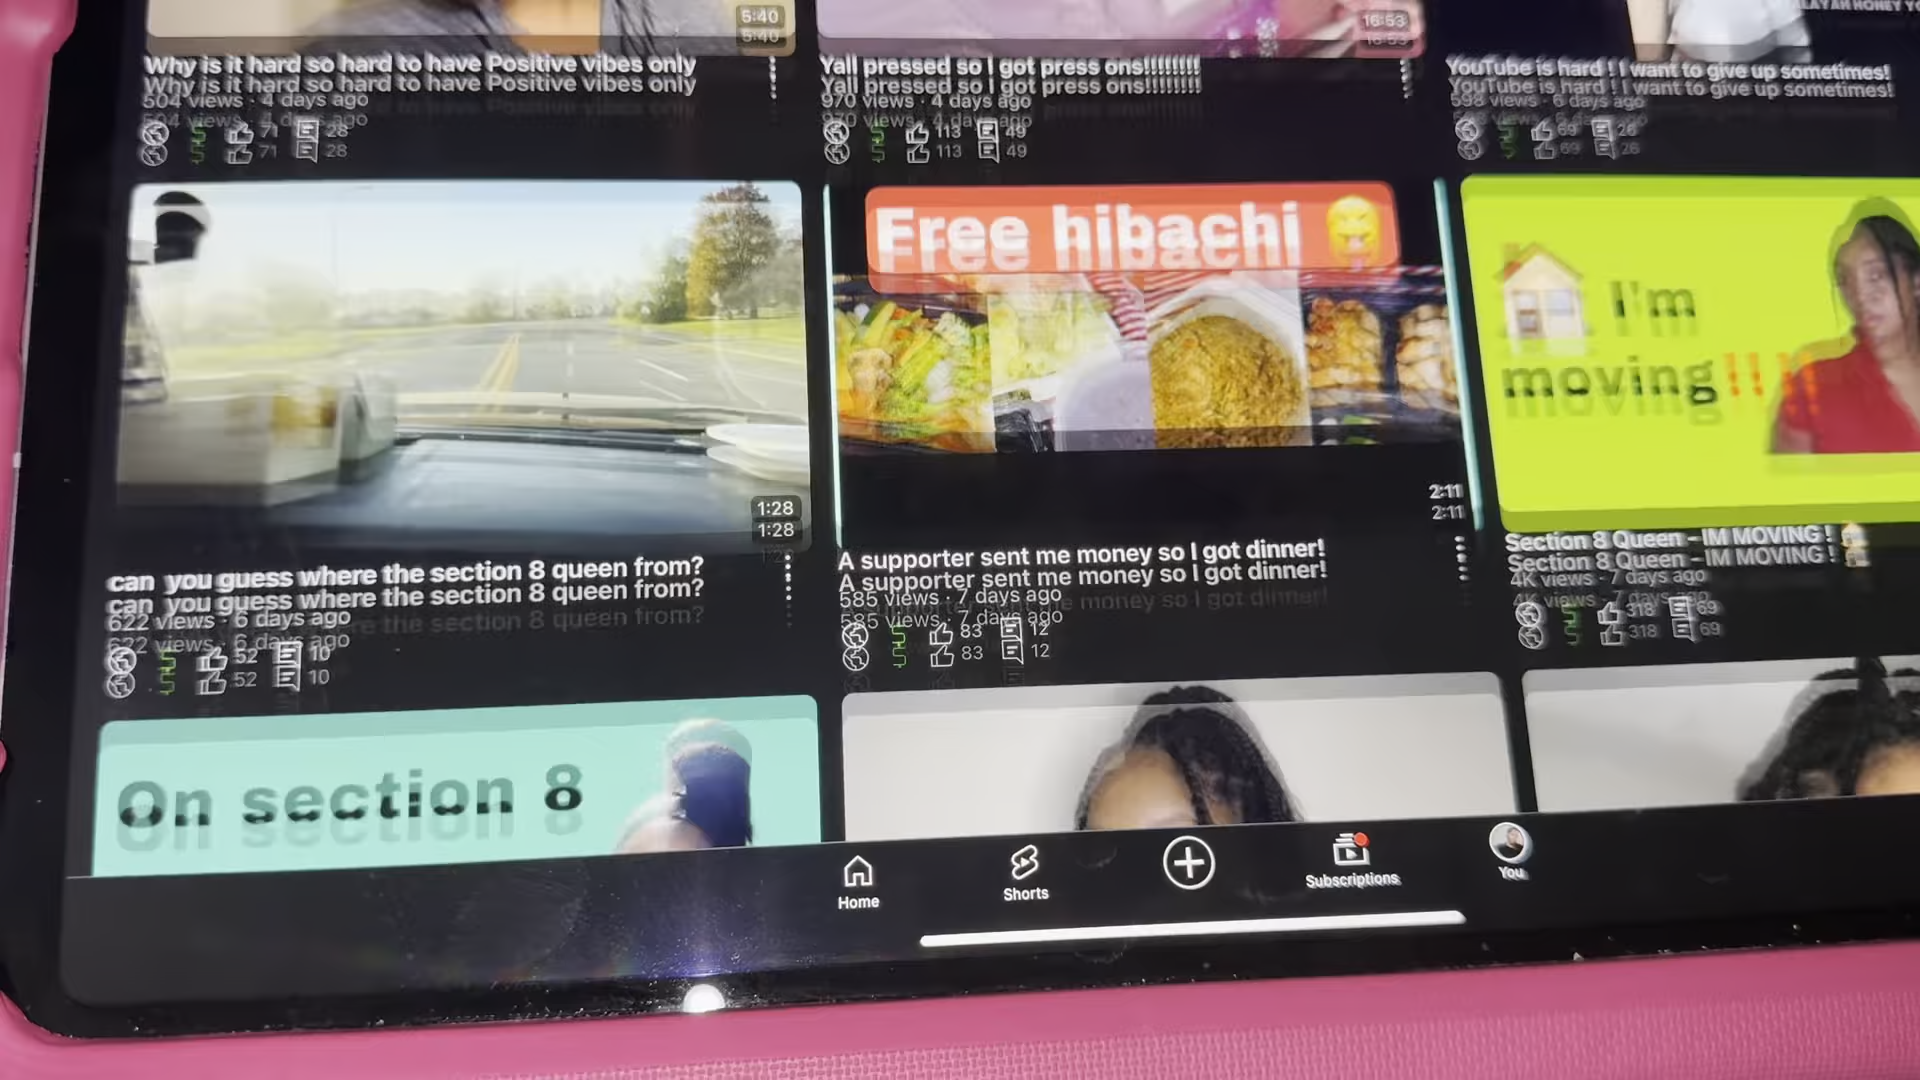 5:40
16:53
Why is it hard so hard to have Positive vibes only
504 views · 4 days ago
71 28
Yall pressed so I got press ons!!!!!!!!!
970 views · 4 days ago
113 49
YouTube is hard ! I want to give up sometimes!
598 views · 6 days ago
69 26
1:28
can you guess where the section 8 queen from?
622 views · 6 days ago
52 10
Free hibachi
2:11
A supporter sent me money so I got dinner!
585 views · 7 days ago
83 12
I'm
moving!!
Section 8 Queen - IM MOVING !
4K views · 7 days ago
318 69
On section 8
Home
Shorts
Subscriptions
You